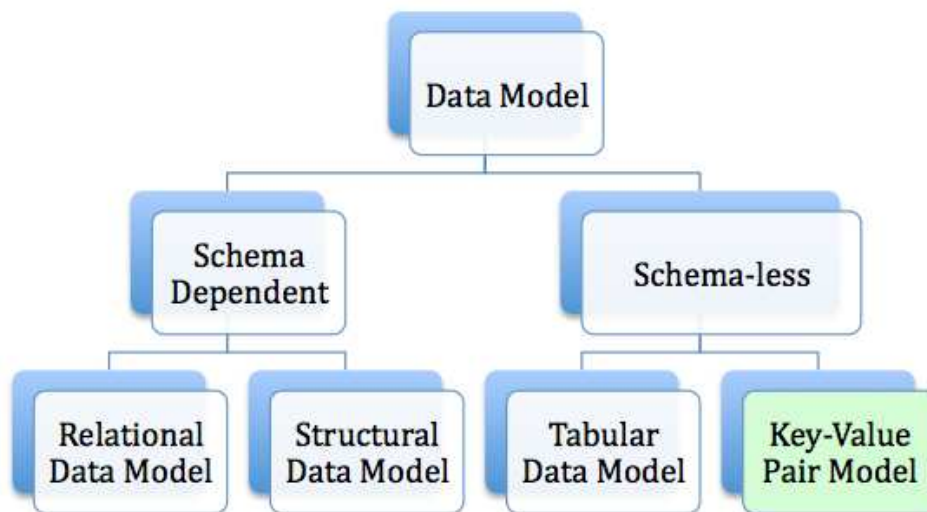 Data Model
Schema
Dependent
Schema-less
Relational
Data Model
Structural
Data Model
Tabular
Data Model
Key-Value
Pair Model